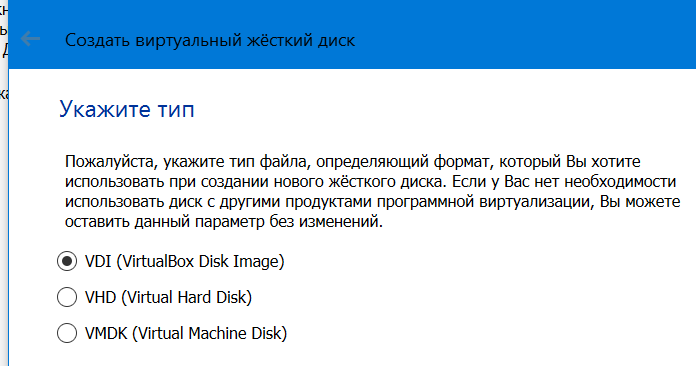 Создать виртуальный жёсткий диск
Укажите тип
Пожалуйста, укажите тип файла, определяющий формат, который Вы хотите
использовать при создании нового жёсткого диска. Если у Вас нет необходимости
использовать диск с другими продуктами программной виртуализации, Вы можете
оставить данный параметр без изменений.
VDI (VirtualBox Disk Image)
VHD (Virtual Hard Disk)
VMDK (Virtual Machine Disk)